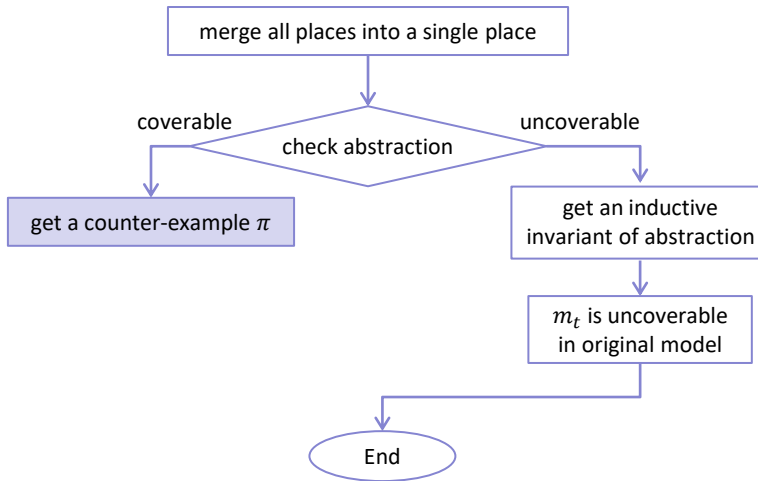 merge all places into a single place
coverable
uncoverable
check abstraction
get a counter-example π
get an inductive
invariant of abstraction
m_t is uncoverable
in original model
End